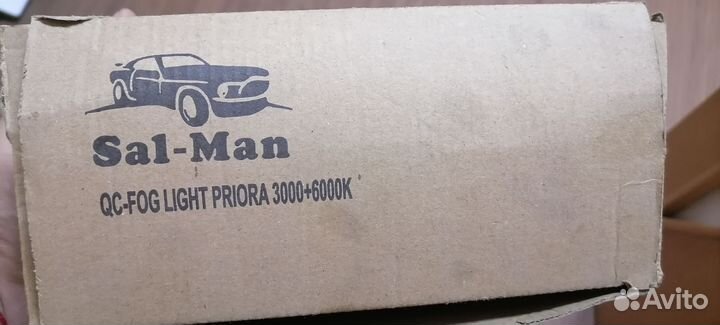 Sal-Man
QC-FOG LIGHT PRIORA 3000+6000K
Avito